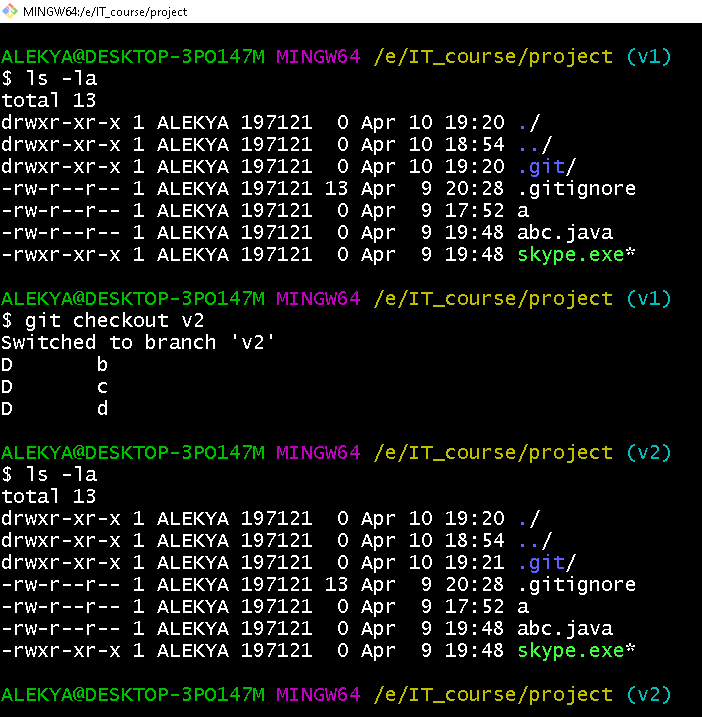 MINGW64:/e/IT_course/project
ALEKYA@DESKTOP-3PO147M MINGW64 /e/IT_course/project (v1)
$ ls -la
total 13
drwxr-xr-x 1 ALEKYA 197121  0 Apr 10 19:20 ./
drwxr-xr-x 1 ALEKYA 197121  0 Apr 10 18:54 ../
drwxr-xr-x 1 ALEKYA 197121  0 Apr 10 19:20 .git/
-rw-r--r-- 1 ALEKYA 197121 13 Apr  9 20:28 .gitignore
-rw-r--r-- 1 ALEKYA 197121  0 Apr  9 17:52 a
-rw-r--r-- 1 ALEKYA 197121  0 Apr  9 19:48 abc.java
-rwxr-xr-x 1 ALEKYA 197121  0 Apr  9 19:48 skype.exe*
ALEKYA@DESKTOP-3PO147M MINGW64 /e/IT_course/project (v1)
$ git checkout v2
Switched to branch 'v2'
D       b
D       c
D       d
ALEKYA@DESKTOP-3PO147M MINGW64 /e/IT_course/project (v2)
$ ls -la
total 13
drwxr-xr-x 1 ALEKYA 197121  0 Apr 10 19:20 ./
drwxr-xr-x 1 ALEKYA 197121  0 Apr 10 18:54 ../
drwxr-xr-x 1 ALEKYA 197121  0 Apr 10 19:21 .git/
-rw-r--r-- 1 ALEKYA 197121 13 Apr  9 20:28 .gitignore
-rw-r--r-- 1 ALEKYA 197121  0 Apr  9 17:52 a
-rw-r--r-- 1 ALEKYA 197121  0 Apr  9 19:48 abc.java
-rwxr-xr-x 1 ALEKYA 197121  0 Apr  9 19:48 skype.exe*
ALEKYA@DESKTOP-3PO147M MINGW64 /e/IT_course/project (v2)